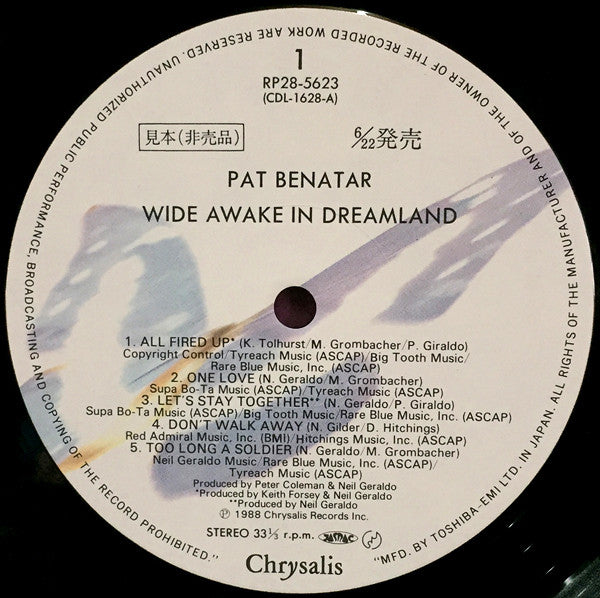 1
RP28-5623
(CDL-1628-A)
見本(非売品)
6/22発売
PAT BENATAR
WIDE AWAKE IN DREAMLAND
1. ALL FIRED UP* (K. Tolhurst/M. Grombacher/P. Giraldo)
Copyright Control/Tyreach Music (ASCAP)/Big Tooth Music/
Rare Blue Music, Inc. (ASCAP)
2. ONE LOVE (N. Geraldo/M. Grombacher)
Supa Bo-Ta Music (ASCAP)/Tyreach Music (ASCAP)
3. LET'S STAY TOGETHER** (N. Geraldo/P. Giraldo)
Supa Bo-Ta Music (ASCAP)/Big Tooth Music/Rare Blue Music, Inc. (ASCAP)
4. DON'T WALK AWAY (N. Gilder/D. Hitchings)
Red Admiral Music, Inc. (BMI)/Hitchings Music, Inc. (ASCAP)
5. TOO LONG A SOLDIER (N. Geraldo/M. Grombacher)
Neil Geraldo Music/Rare Blue Music, Inc. (ASCAP)/
Tyreach Music (ASCAP)
Produced by Peter Coleman & Neil Geraldo
*Produced by Keith Forsey & Neil Geraldo
**Produced by Neil Geraldo
℗ 1988 Chrysalis Records Inc.
STEREO 33⅓ r.p.m. JASRAC
Chrysalis
"MFD. BY TOSHIBA-EMI LTD. IN JAPAN. ALL RIGHTS OF THE MANUFACTURER AND OF THE OWNER OF THE RECORDED WORK ARE RESERVED. UNAUTHORIZED PUBLIC PERFORMANCE, BROADCASTING AND COPYING OF THE RECORD PROHIBITED."